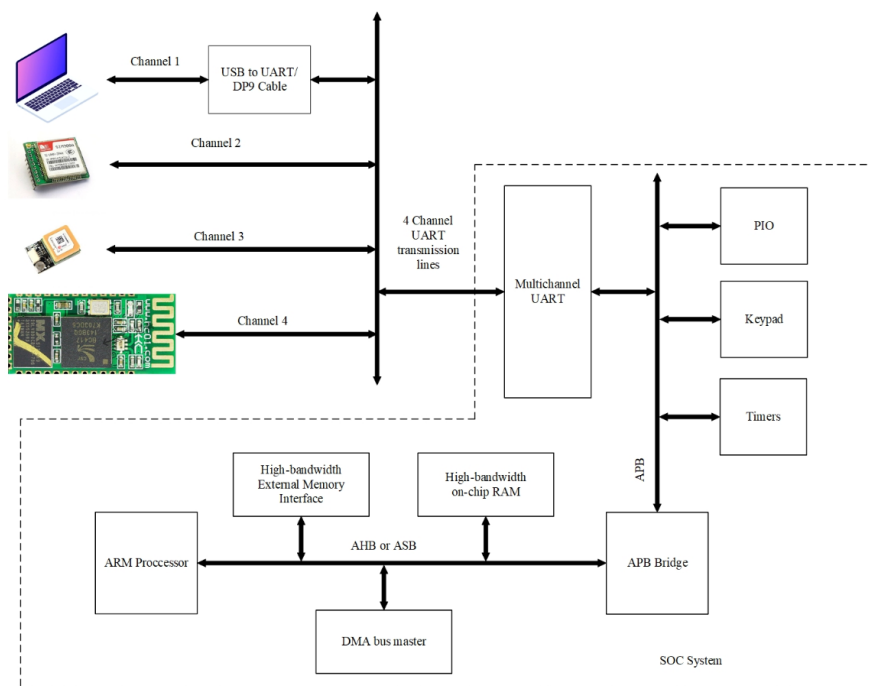 Channel 1
USB to UART/
DP9 Cable
Channel 2
Channel 3
4 Channel
UART
transmission
lines
Multichannel
UART
PIO
Channel 4
Keypad
Timers
APB
High-bandwidth
External Memory
Interface
High-bandwidth
on-chip RAM
AHB or ASB
ARM Proccessor
APB Bridge
DMA bus master
SOC System